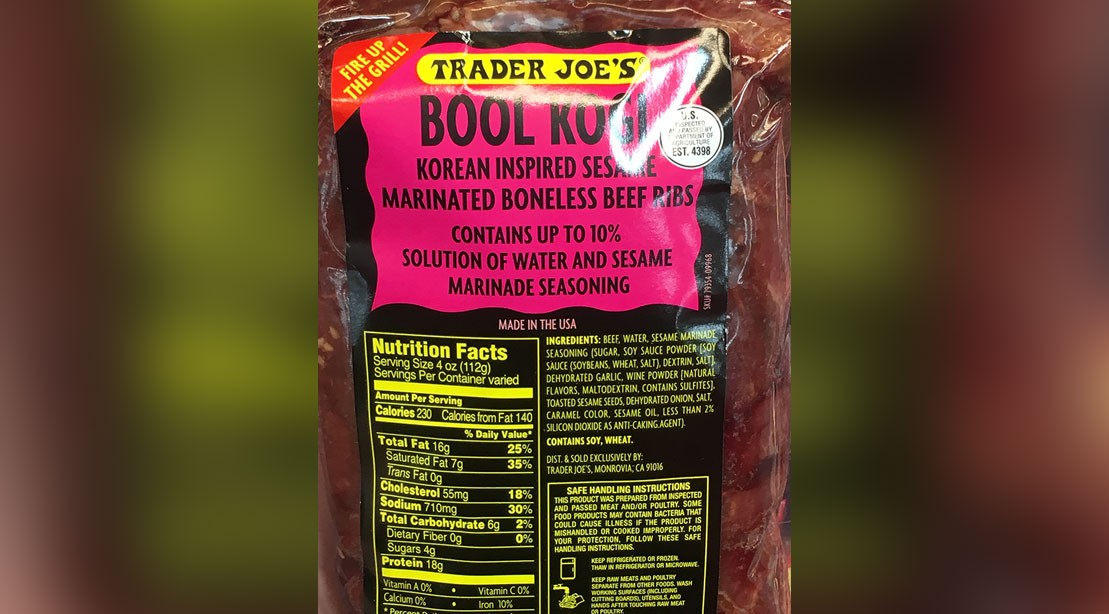 FIRE UP
THE GRILL!
TRADER JOE'S®
BOOL KOGI
U.S.
INSPECTED
AND PASSED BY
DEPARTMENT OF
AGRICULTURE
EST. 4398
KOREAN INSPIRED SESAME
MARINATED BONELESS BEEF RIBS
CONTAINS UP TO 10%
SOLUTION OF WATER AND SESAME
MARINADE SEASONING
SKU# 79354-09968
MADE IN THE USA
Nutrition Facts
Serving Size 4 oz (112g)
Servings Per Container varied
Amount Per Serving
Calories 230 Calories from Fat 140
% Daily Value*
Total Fat 16g 25%
Saturated Fat 7g 35%
Trans Fat 0g
Cholesterol 55mg 18%
Sodium 710mg 30%
Total Carbohydrate 6g 2%
Dietary Fiber 0g 0%
Sugars 4g
Protein 18g
Vitamin A 0% • Vitamin C 0%
Calcium 0% • Iron 10%
* Percent
INGREDIENTS: BEEF, WATER, SESAME MARINADE
SEASONING (SUGAR, SOY SAUCE POWDER [SOY
SAUCE (SOYBEANS, WHEAT, SALT), DEXTRIN, SALT],
DEHYDRATED GARLIC, WINE POWDER [NATURAL
FLAVORS, MALTODEXTRIN, CONTAINS SULFITES],
TOASTED SESAME SEEDS, DEHYDRATED ONION, SALT,
CARAMEL COLOR, SESAME OIL, LESS THAN 2%
SILICON DIOXIDE AS ANTI-CAKING AGENT).
CONTAINS SOY, WHEAT.
DIST. & SOLD EXCLUSIVELY BY:
TRADER JOE'S, MONROVIA, CA 91016
SAFE HANDLING INSTRUCTIONS
THIS PRODUCT WAS PREPARED FROM INSPECTED
AND PASSED MEAT AND/OR POULTRY. SOME
FOOD PRODUCTS MAY CONTAIN BACTERIA THAT
COULD CAUSE ILLNESS IF THE PRODUCT IS
MISHANDLED OR COOKED IMPROPERLY. FOR
YOUR PROTECTION, FOLLOW THESE SAFE
HANDLING INSTRUCTIONS.
KEEP REFRIGERATED OR FROZEN.
THAW IN REFRIGERATOR OR MICROWAVE.
KEEP RAW MEATS AND POULTRY
SEPARATE FROM OTHER FOODS. WASH
WORKING SURFACES (INCLUDING
CUTTING BOARDS), UTENSILS, AND
HANDS AFTER TOUCHING RAW MEAT
OR POULTRY.